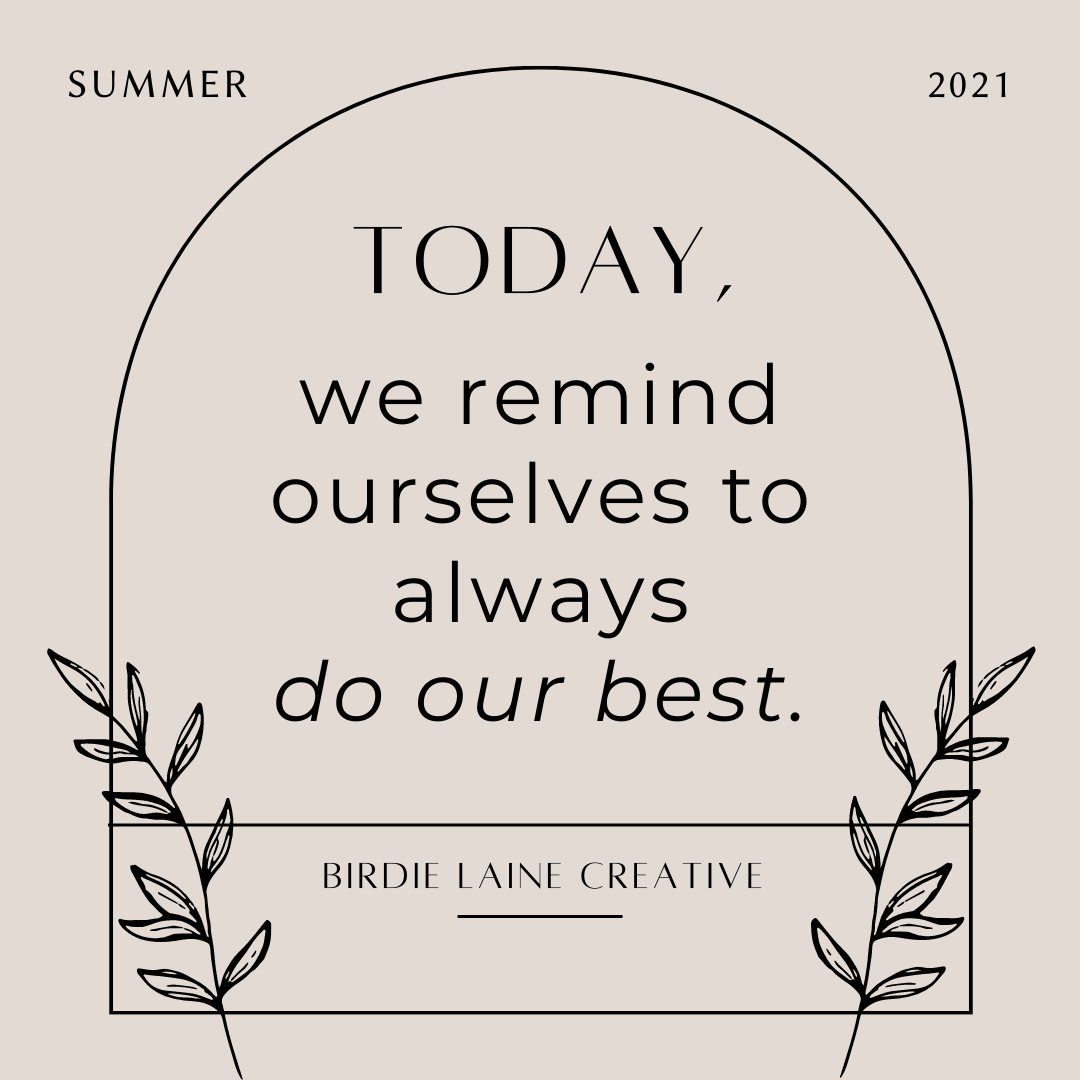 SUMMER
2021
TODAY,
we remind
ourselves to
always
do our best.
BIRDIE LAINE CREATIVE